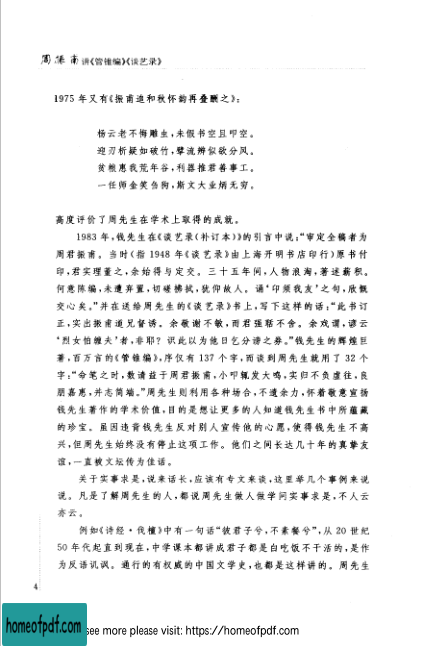 周振甫讲《管锥编》《谈艺录》
1975 年又有《振甫追和秋怀韵再叠酬之》:
杨云老不悔雕虫,未假书空且叩空。
迎刃析疑如破竹,擘流辨似欲分风。
贫粮惠我荒年谷,利器推君善事工。
一任师金笑刍狗,斯文大业炳无穷。
高度评价了周先生在学术上取得的成就。
1983 年,钱先生在《谈艺录(补订本)》的引言中说:“审定全稿者为
周君振甫。当时(指 1948 年《谈艺录》由上海开明书店印行)原书付
印,君实理董之,余始得与定交。三十五年间,人物浪淘,著述薪积。
何意陈编,未遭弃置,切磋拂拭,犹仰故人。诵‘卬须我友’之句,欣慨
交心矣。”并在送给周先生的《谈艺录》书上,写下这样的话:“此书订
正,实出振甫道兄督诱。余敬谢不敏,而君强聒不舍。余戏谓,谚云
‘烈女怕缠夫’者,非耶?识此以为他日乞分谤之券。”钱先生的辉煌巨
著,百万言的《管锥编》,序仅有 137 个字,而谈到周先生就用了 32 个
字:“命笔之时,数请益于周君振甫,小叩辄发大鸣,实归不负虚往,良
朋嘉惠,并志简端。”周先生则利用各种场合,不遗余力,怀着敬意宣扬
钱先生著作的学术价值,目的是想让更多的人知道钱先生书中所蕴藏
的珍宝。虽因违背钱先生反对别人宣传他的心愿,使得钱先生不高
兴,但周先生始终没有停止这项工作。他们之间长达几十年的真挚友
谊,一直被文坛传为佳话。
关于实事求是,说来话长,应该有专文来谈,这里举几个事例来说
说。凡是了解周先生的人,都说周先生做人做学问实事求是,不人云
亦云。
例如《诗经·伐檀》中有一句话“彼君子兮,不素餐兮”,从 20 世纪
50 年代起直到现在,中学课本都讲成君子都是白吃饭不干活的,是作
为反语讥讽。通行的有权威的中国文学史,也都是这样讲的。周先生
4
homeofpdf.com
see more please visit: https://homeofpdf.com